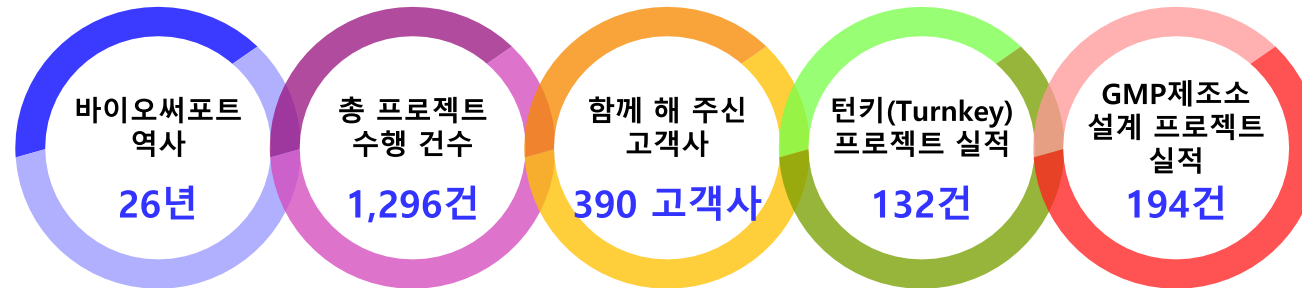 바이오써포트
역사
26년
총 프로젝트
수행 건수
1,296건
함께 해 주신
고객사
390 고객사
턴키(Turnkey)
프로젝트 실적
132건
GMP제조소
설계 프로젝트
실적
194건